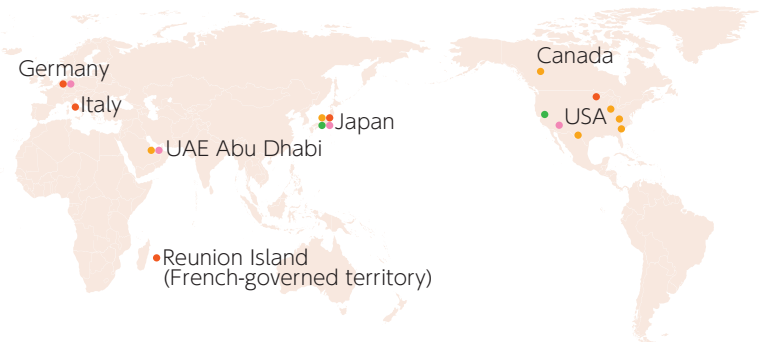 Canada
Germany
Italy
USA
Japan
UAE Abu Dhabi
Reunion Island
(French-governed territory)